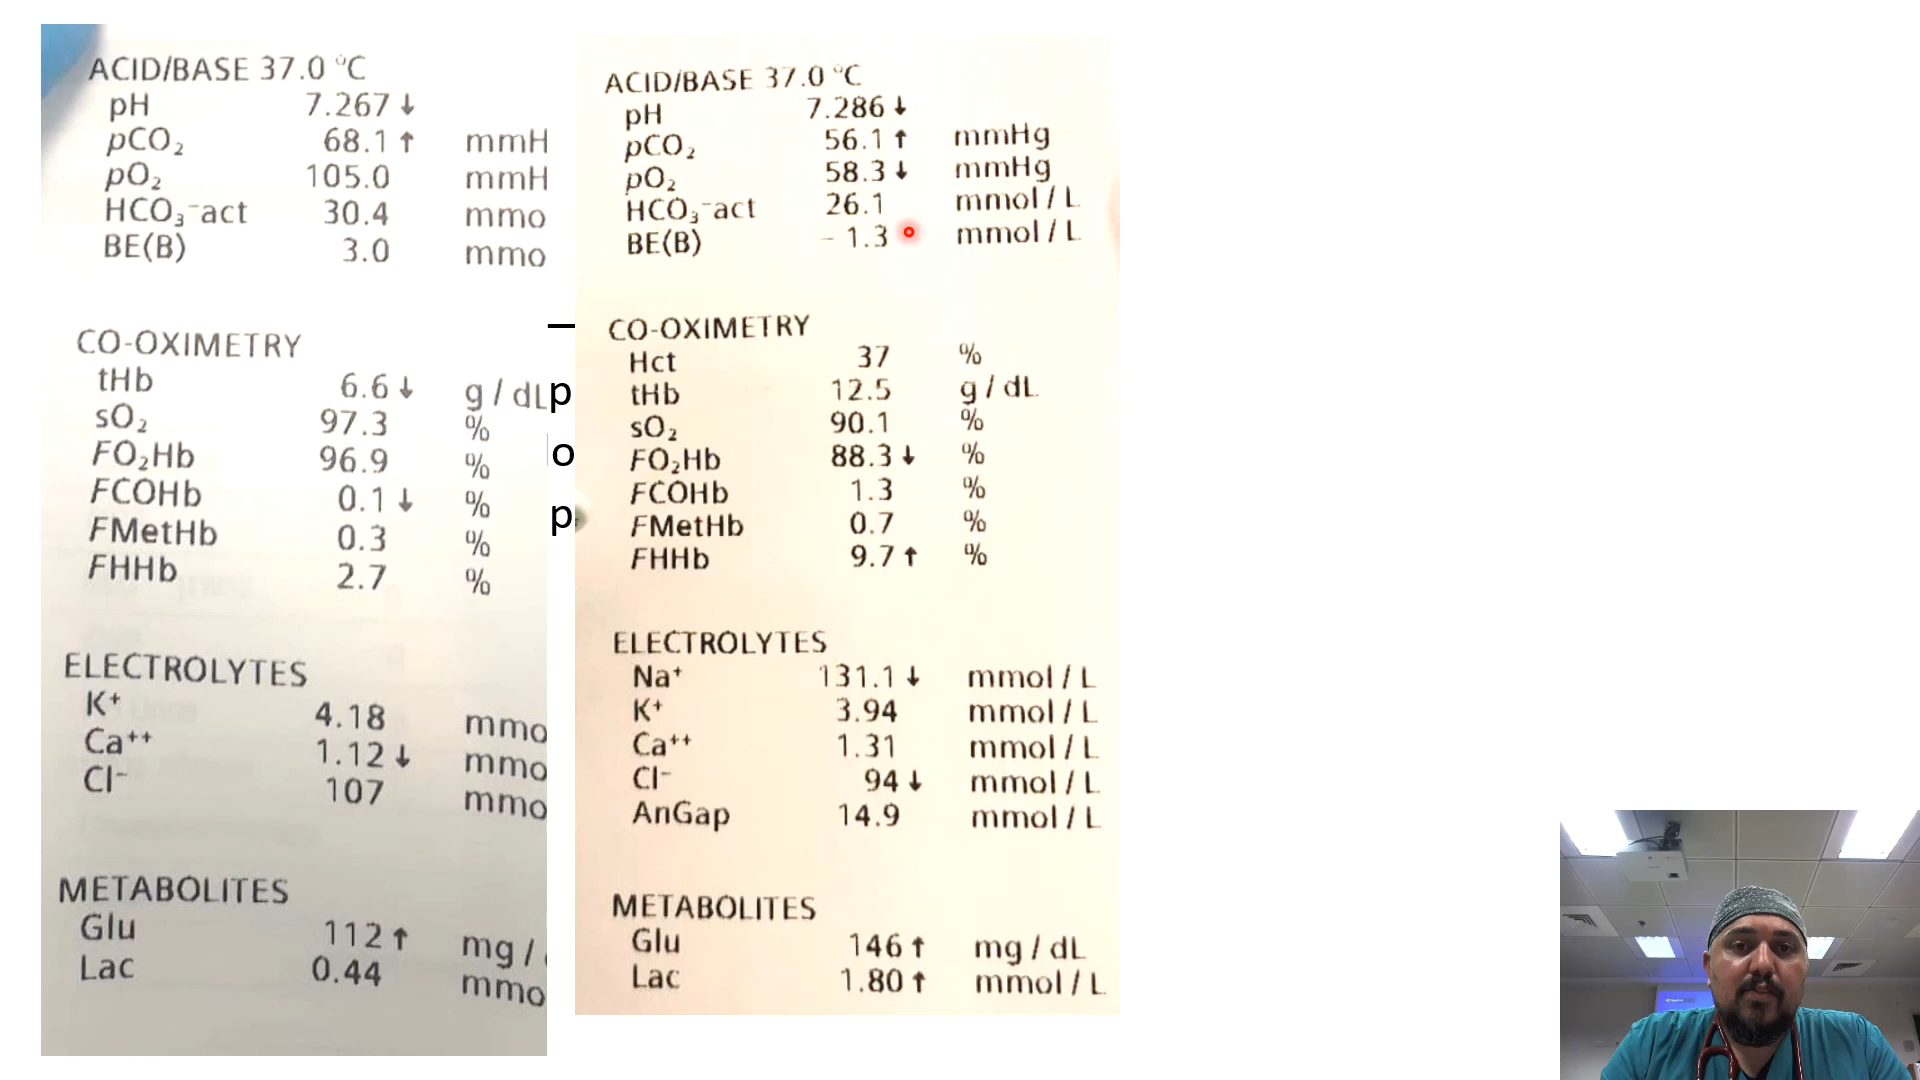 ACID/BASE 37.0 °C
pH 7.267↓
pCO₂ 68.1↑ mmH
pO₂ 105.0 mmH
HCO₃⁻act 30.4 mmo
BE(B) 3.0 mmo
CO-OXIMETRY
tHb 6.6↓ g / dL
sO₂ 97.3 %
FO₂Hb 96.9 %
FCOHb 0.1↓ %
FMetHb 0.3 %
FHHb 2.7 %
ELECTROLYTES
K⁺ 4.18 mmo
Ca⁺⁺ 1.12↓ mmo
Cl⁻ 107 mmo
METABOLITES
Glu 112↑ mg /
Lac 0.44 mmo
p
o
p
ACID/BASE 37.0 °C
pH 7.286↓
pCO₂ 56.1↑ mmHg
pO₂ 58.3↓ mmHg
HCO₃⁻act 26.1 mmol / L
BE(B) – 1.3 mmol / L
CO-OXIMETRY
Hct 37 %
tHb 12.5 g / dL
sO₂ 90.1 %
FO₂Hb 88.3↓ %
FCOHb 1.3 %
FMetHb 0.7 %
FHHb 9.7↑ %
ELECTROLYTES
Na⁺ 131.1↓ mmol / L
K⁺ 3.94 mmol / L
Ca⁺⁺ 1.31 mmol / L
Cl⁻ 94↓ mmol / L
AnGap 14.9 mmol / L
METABOLITES
Glu 146↑ mg / dL
Lac 1.80↑ mmol / L